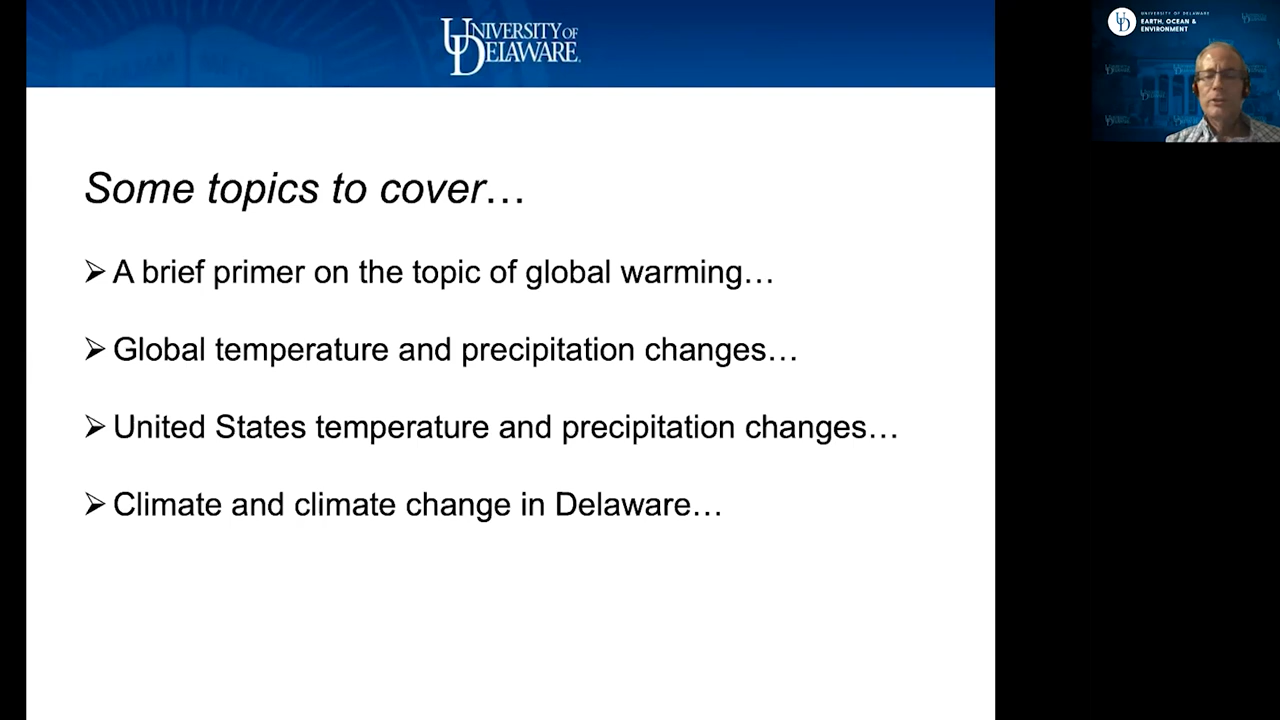 UNIVERSITY OF
DELAWARE.
Some topics to cover…
A brief primer on the topic of global warming…
Global temperature and precipitation changes…
United States temperature and precipitation changes…
Climate and climate change in Delaware…
UD
UNIVERSITY OF DELAWARE
EARTH, OCEAN &
ENVIRONMENT